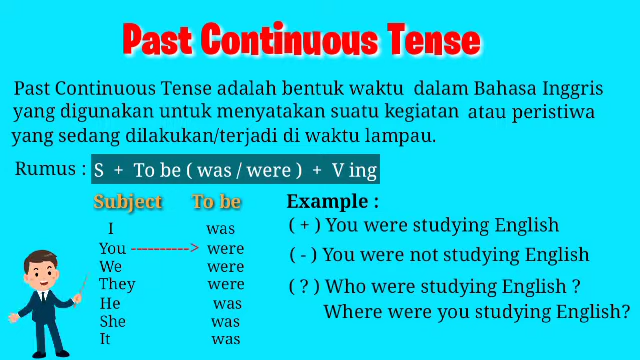 Past Continuous Tense
Past Continuous Tense adalah bentuk waktu dalam Bahasa Inggris
yang digunakan untuk menyatakan suatu kegiatan atau peristiwa
yang sedang dilakukan/terjadi di waktu lampau.
Rumus : S + To be ( was / were ) + V ing
Subject To be
I was
You ----------> were
We were
They were
He was
She was
It was
Example :
( + ) You were studying English
( - ) You were not studying English
( ? ) Who were studying English ?
Where were you studying English?